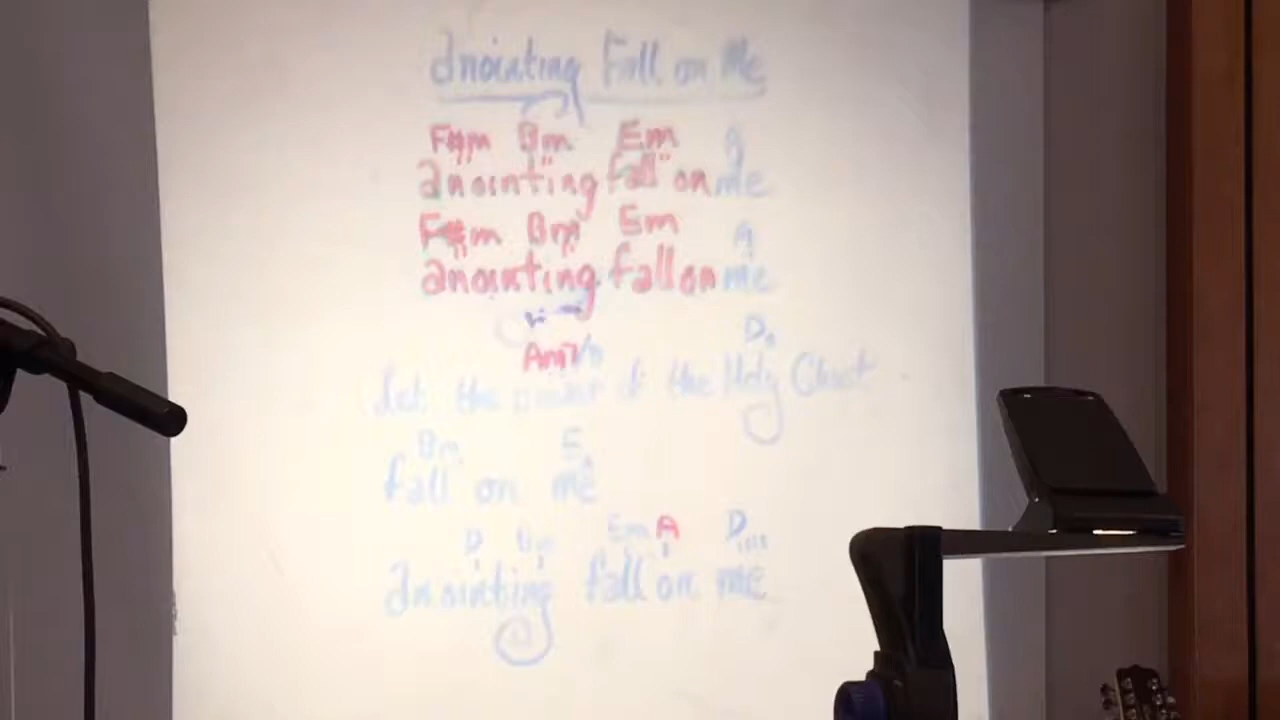 Anointing Fall on Me
F#m Bm Em A
anointing fall on me
F#m Bm Em A
anointing fall on me
Am7 D
Let the power of the Holy Ghost
Bm E
fall on me
D Bm Em A D
Anointing fall on me